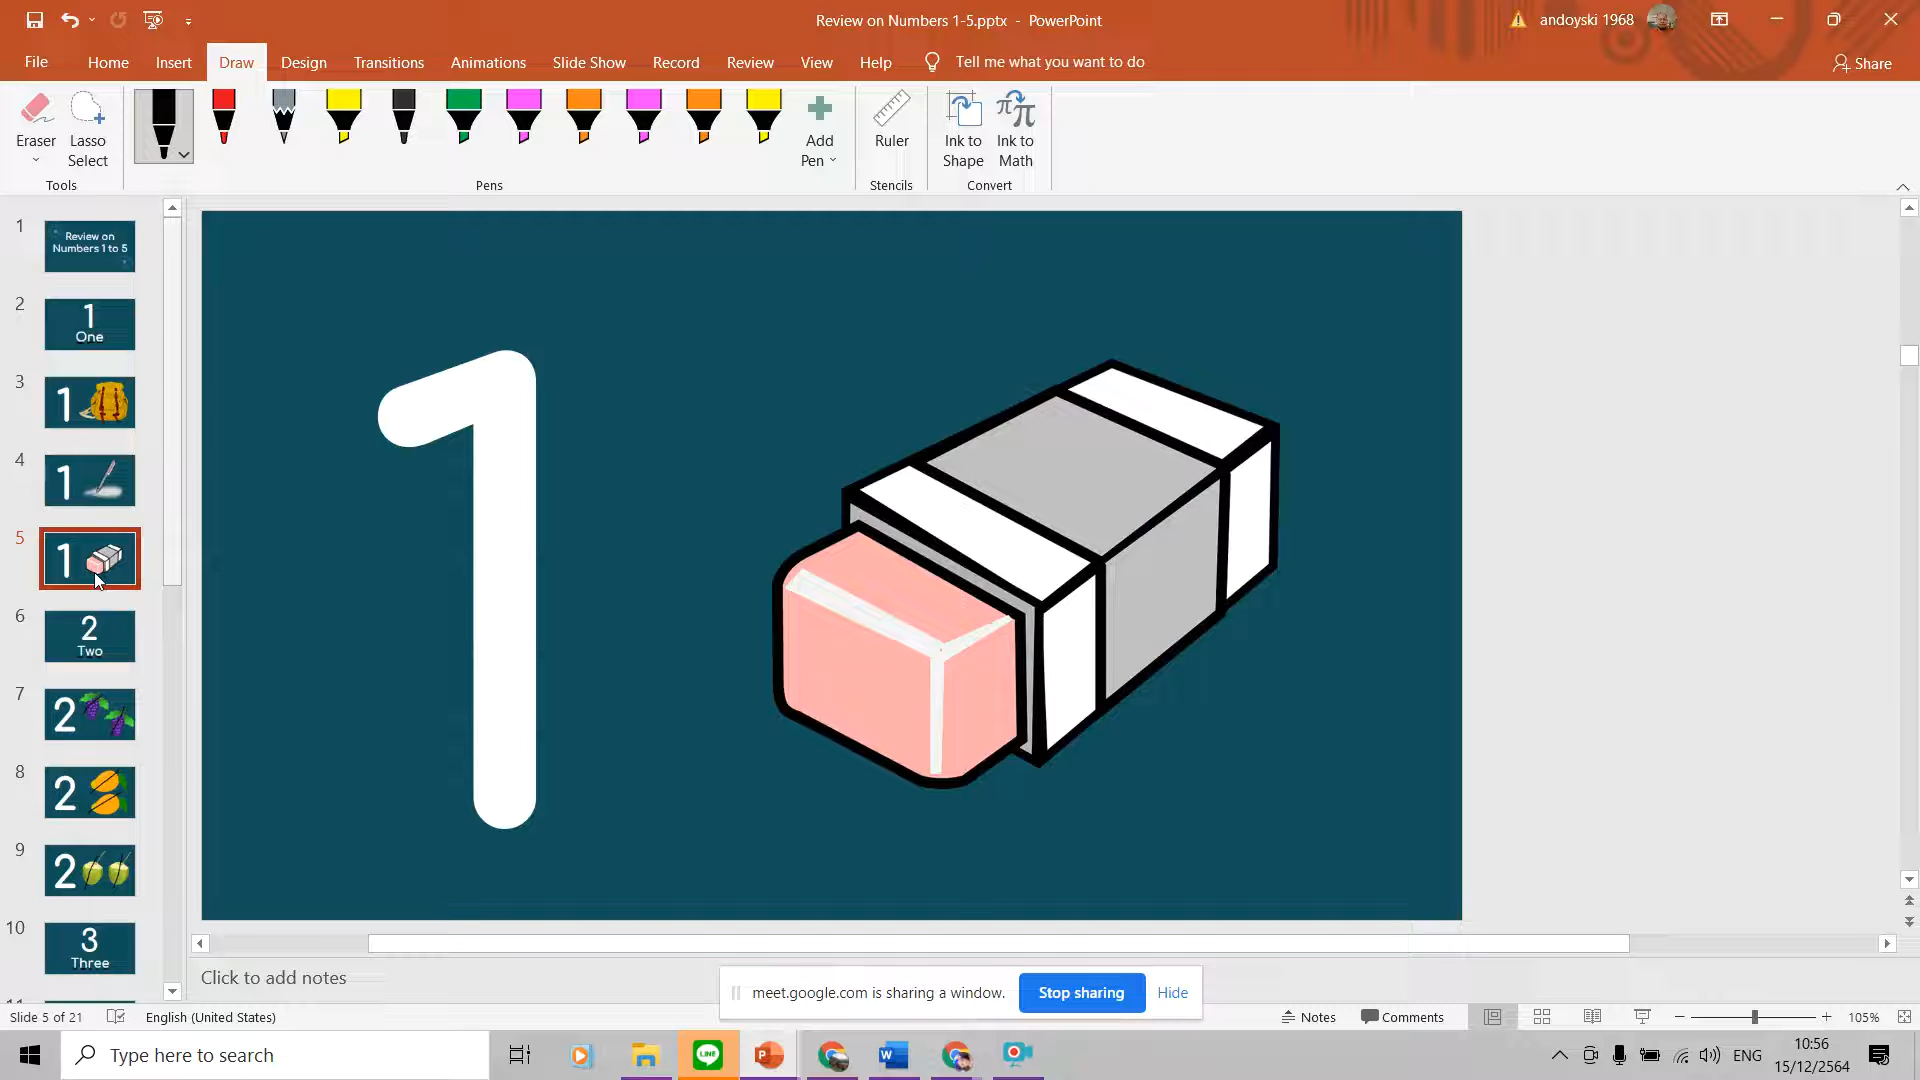 Review on Numbers 1-5.pptx - PowerPoint
andoyski 1968
File Home Insert Draw Design Transitions Animations Slide Show Record Review View Help Tell me what you want to do
Share
Eraser
Lasso Select
Tools
Pens
Add Pen
Ruler
Stencils
Ink to Shape
Ink to Math
Convert
1
Review on
Numbers 1 to 5
2
1
One
3
1
4
1
5
1
6
2
Two
7
2
8
2
9
2
10
3
Three
1
Click to add notes
meet.google.com is sharing a window.
Stop sharing
Hide
Slide 5 of 21
English (United States)
Notes
Comments
105%
Type here to search
LINE
ENG
10:56
15/12/2564